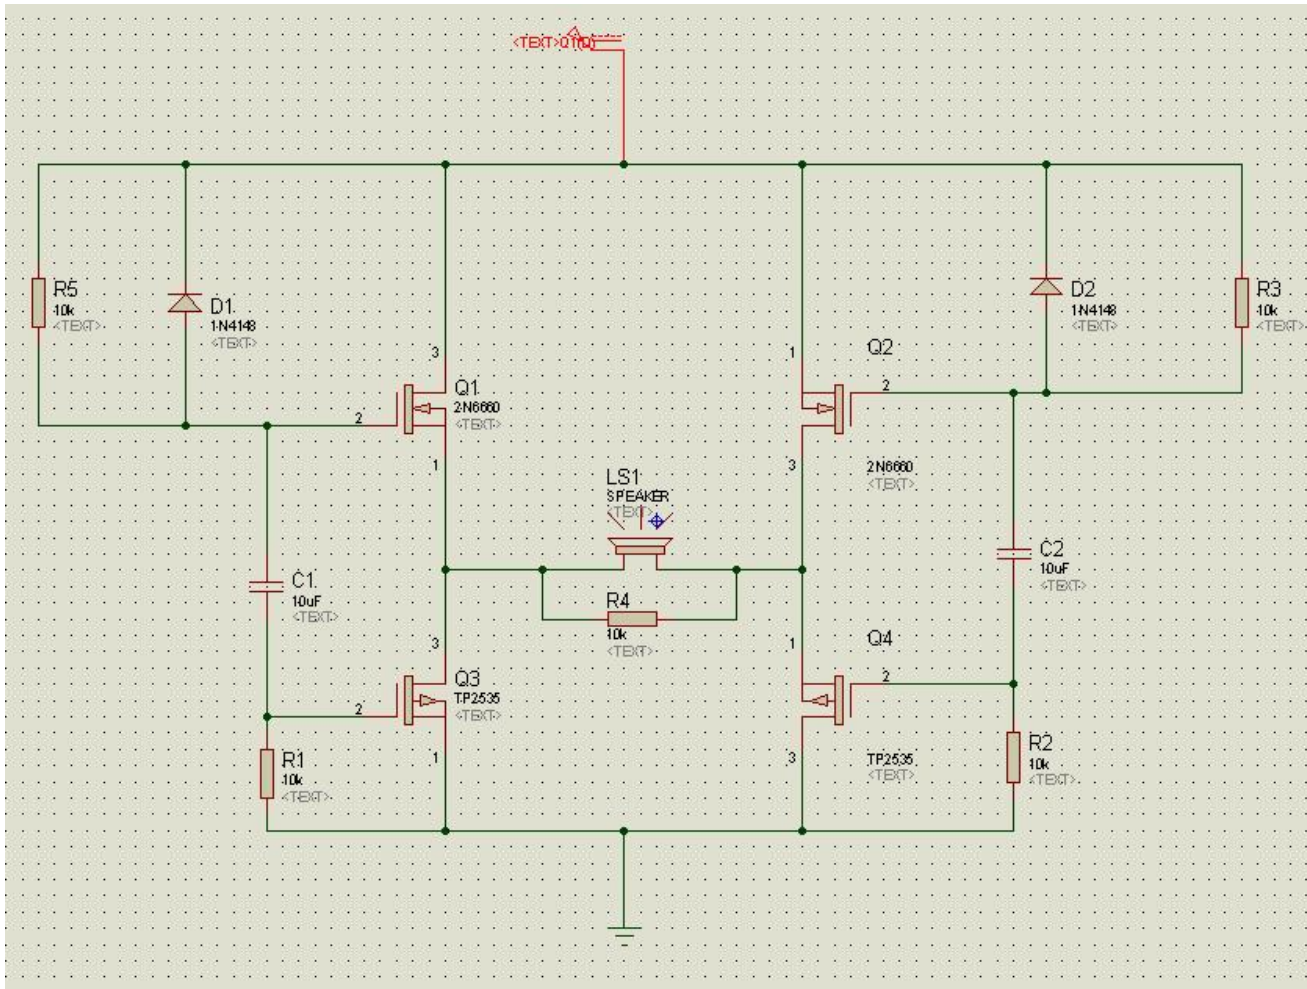 <TEXT>Q1(Q)
R5
10k
<TEXT>
D1
1N4148
<TEXT>
D2
1N4148
<TEXT>
R3
10k
<TEXT>
3
Q1
2N6660
<TEXT>
2
1
1
Q2
2
2N6660
<TEXT>
3
LS1
SPEAKER
<TEXT>
R4
10k
<TEXT>
C1
10uF
<TEXT>
C2
10uF
<TEXT>
3
Q3
TP2535
<TEXT>
2
1
1
Q4
2
TP2535
<TEXT>
3
R1
10k
<TEXT>
R2
10k
<TEXT>